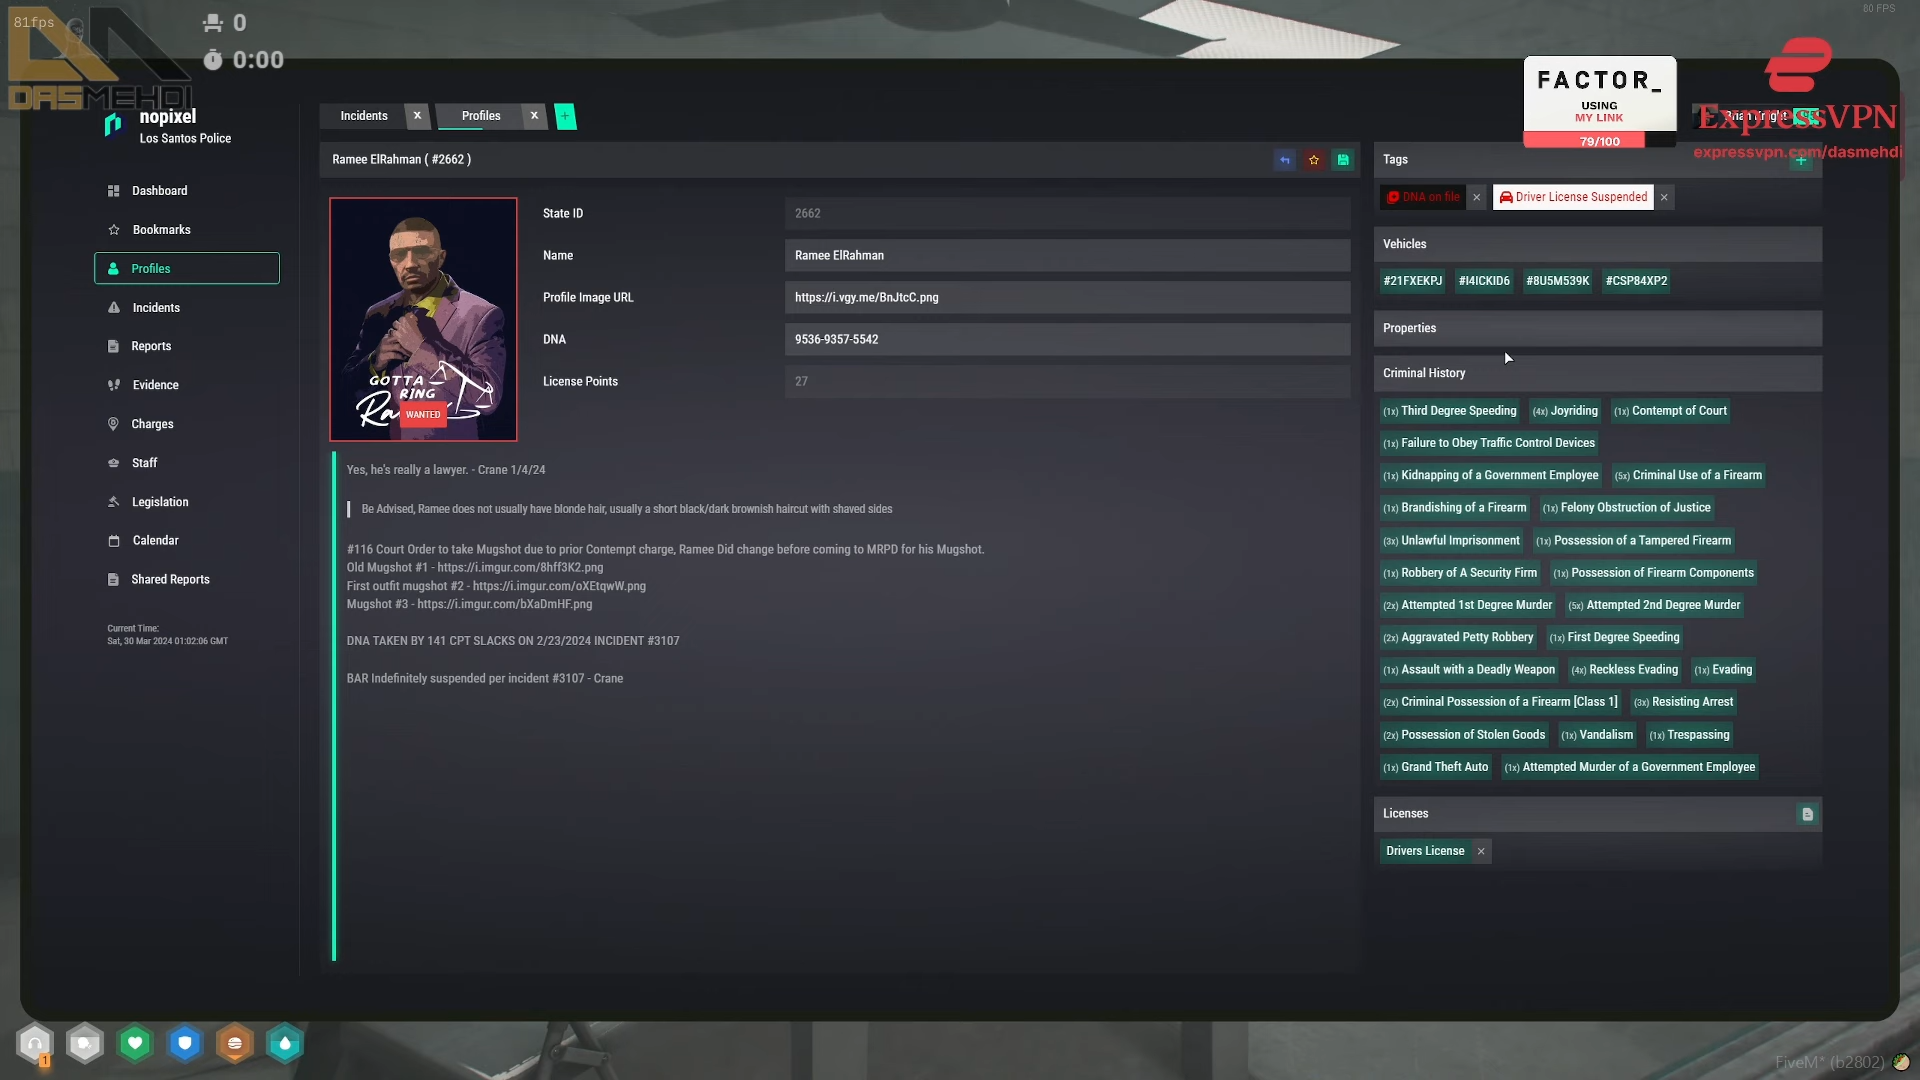 81fps
0
0:00
80 FPS
DASMEHDI
nopixel
Los Santos Police
Incidents x
Profiles x
+
FACTOR_
USING
MY LINK
79/100
Brian Knight
ExpressVPN
expressvpn.com/dasmehdi
Dashboard
Bookmarks
Profiles
Incidents
Reports
Evidence
Charges
Staff
Legislation
Calendar
Shared Reports
Current Time:
Sat, 30 Mar 2024 01:02:06 GMT
Ramee ElRahman ( #2662 )
GOTTA
RING
WANTED
State ID 2662
Name Ramee ElRahman
Profile Image URL https://i.vgy.me/BnJtcC.png
DNA 9536-9357-5542
License Points 27
Yes, he's really a lawyer. - Crane 1/4/24
Be Advised, Ramee does not usually have blonde hair, usually a short black/dark brownish haircut with shaved sides
#116 Court Order to take Mugshot due to prior Contempt charge, Ramee Did change before coming to MRPD for his Mugshot.
Old Mugshot #1 - https://i.imgur.com/8hff3K2.png
First outfit mugshot #2 - https://i.imgur.com/oXEtqwW.png
Mugshot #3 - https://i.imgur.com/bXaDmHF.png
DNA TAKEN BY 141 CPT SLACKS ON 2/23/2024 INCIDENT #3107
BAR Indefinitely suspended per incident #3107 - Crane
Tags +
DNA on file × Driver License Suspended ×
Vehicles
#21FXEKPJ #I4ICKID6 #8U5M539K #CSP84XP2
Properties
Criminal History
(1x) Third Degree Speeding (4x) Joyriding (1x) Contempt of Court
(1x) Failure to Obey Traffic Control Devices
(1x) Kidnapping of a Government Employee (5x) Criminal Use of a Firearm
(1x) Brandishing of a Firearm (1x) Felony Obstruction of Justice
(3x) Unlawful Imprisonment (1x) Possession of a Tampered Firearm
(1x) Robbery of A Security Firm (1x) Possession of Firearm Components
(2x) Attempted 1st Degree Murder (5x) Attempted 2nd Degree Murder
(2x) Aggravated Petty Robbery (1x) First Degree Speeding
(1x) Assault with a Deadly Weapon (4x) Reckless Evading (1x) Evading
(2x) Criminal Possession of a Firearm [Class 1] (3x) Resisting Arrest
(2x) Possession of Stolen Goods (1x) Vandalism (1x) Trespassing
(1x) Grand Theft Auto (1x) Attempted Murder of a Government Employee
Licenses
Drivers License ×
1
FiveM* (b2802)